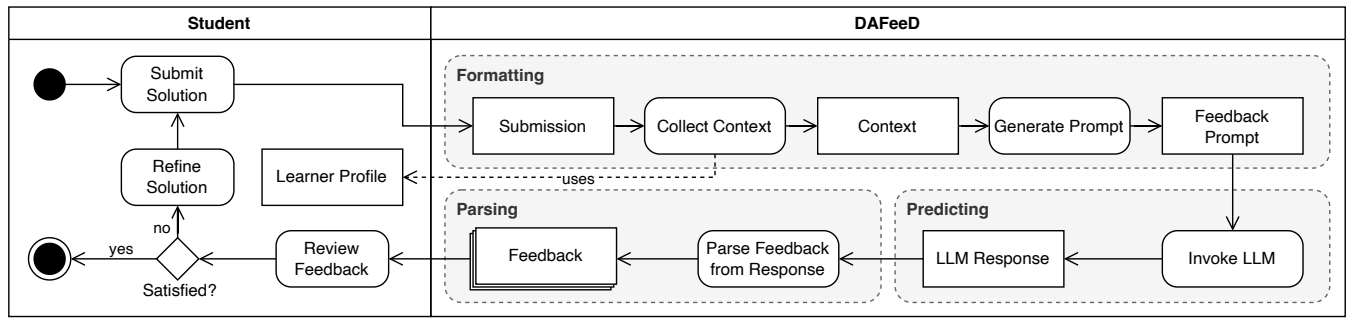 Student
DAFeeD
Formatting
Submit
Solution
Submission
Collect Context
Context
Generate Prompt
Feedback
Prompt
Refine
Solution
Learner Profile
uses
Parsing
Predicting
no
yes
Satisfied?
Review
Feedback
Feedback
Parse Feedback
from Response
LLM Response
Invoke LLM